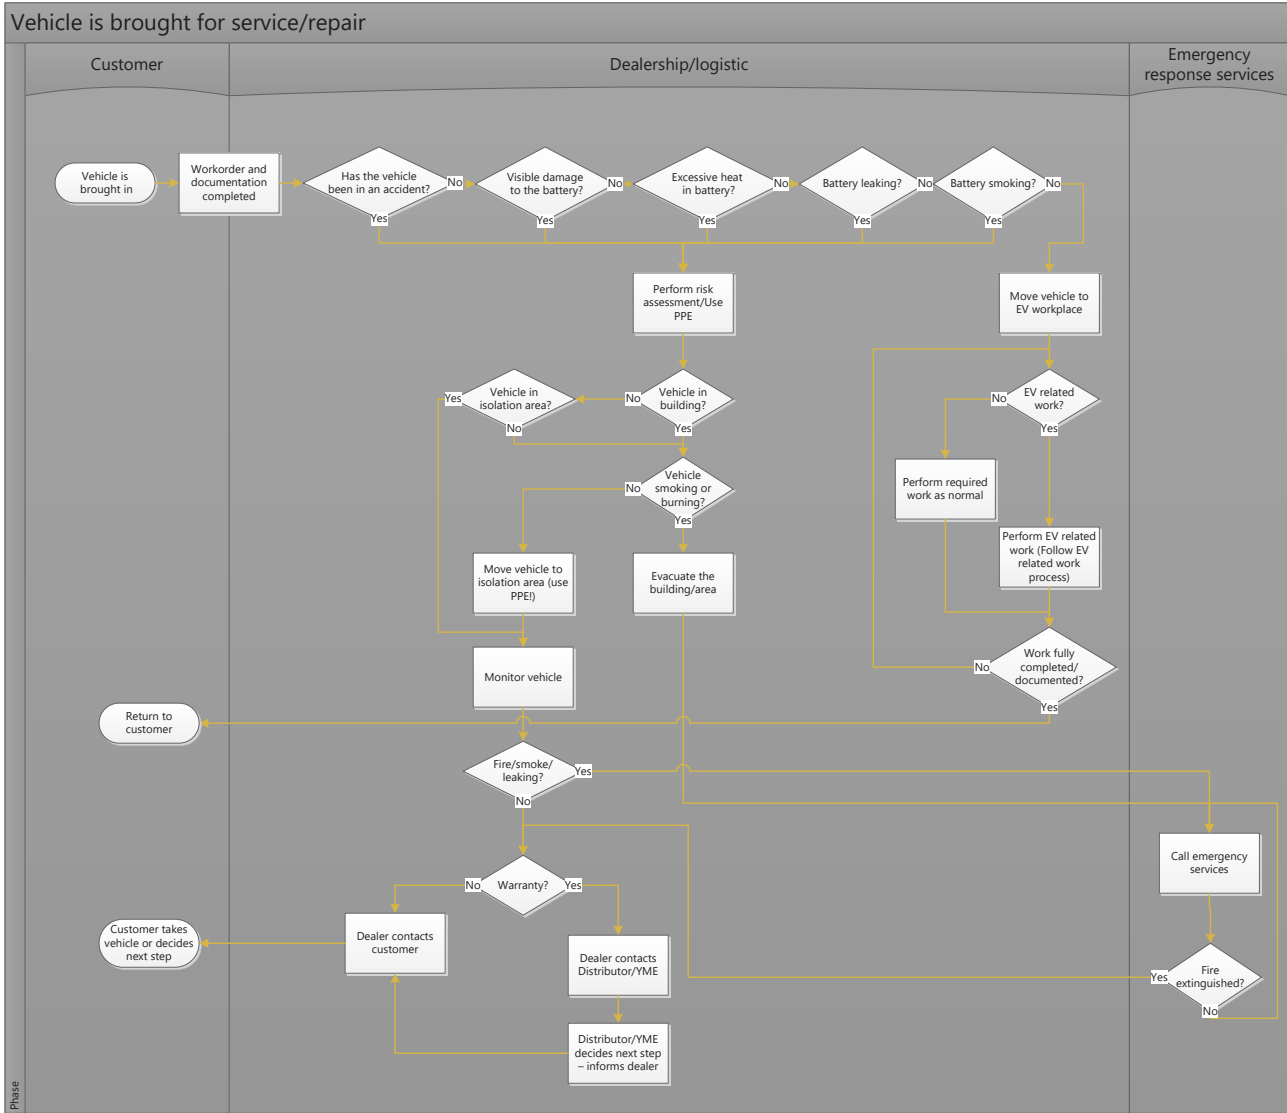 Vehicle is brought for service/repair
Customer
Dealership/logistic
Emergency
response services
Vehicle is
brought in
Workorder and
documentation
completed
Has the vehicle
been in an accident?
No
Yes
Visible damage
to the battery?
No
Yes
Excessive heat
in battery?
No
Yes
Battery leaking?
No
Yes
Battery smoking?
No
Yes
Perform risk
assessment/Use
PPE
Move vehicle to
EV workplace
Vehicle in
isolation area?
Yes
No
Vehicle in
building?
No
Yes
EV related
work?
No
Yes
Vehicle
smoking or
burning?
No
Yes
Perform required
work as normal
Perform EV related
work (Follow EV
related work
process)
Move vehicle to
isolation area (use
PPE!)
Evacuate the
building/area
Work fully
completed/
documented?
No
Yes
Monitor vehicle
Return to
customer
Fire/smoke/
leaking?
Yes
No
Call emergency
services
Warranty?
No
Yes
Customer takes
vehicle or decides
next step
Dealer contacts
customer
Dealer contacts
Distributor/YME
Fire
extinguished?
Yes
No
Distributor/YME
decides next step
– informs dealer
Phase